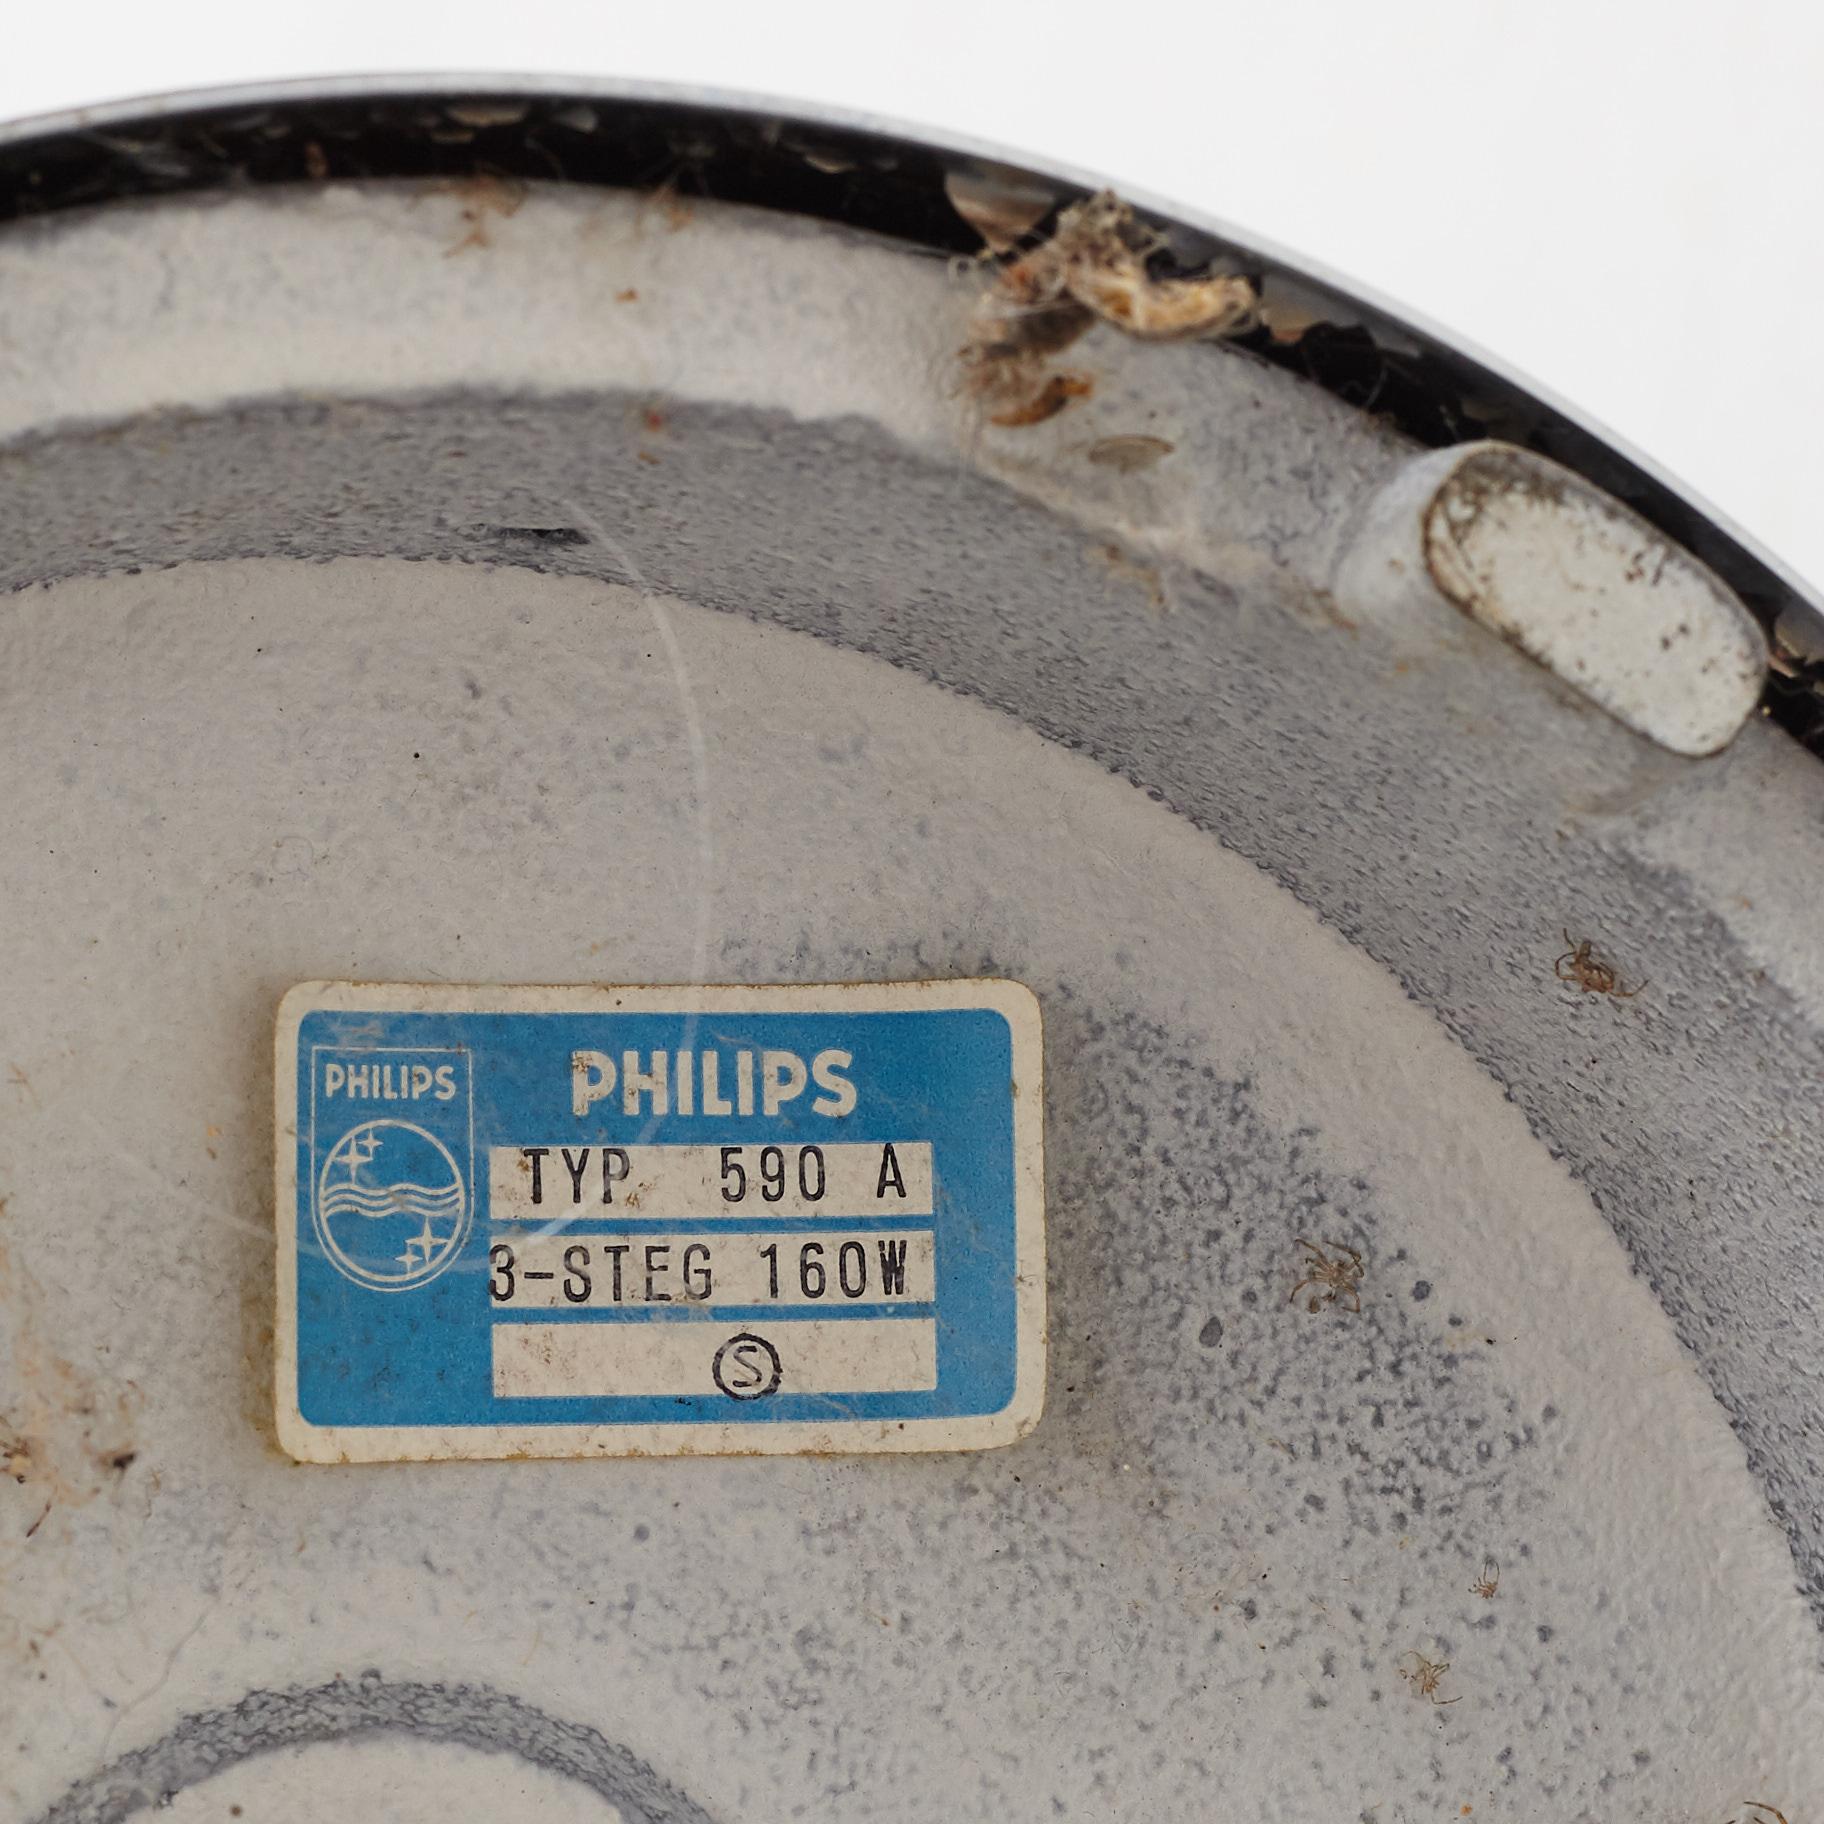 PHILIPS
PHILIPS
TYP 590 A
3-STEG 160W
Ⓢ